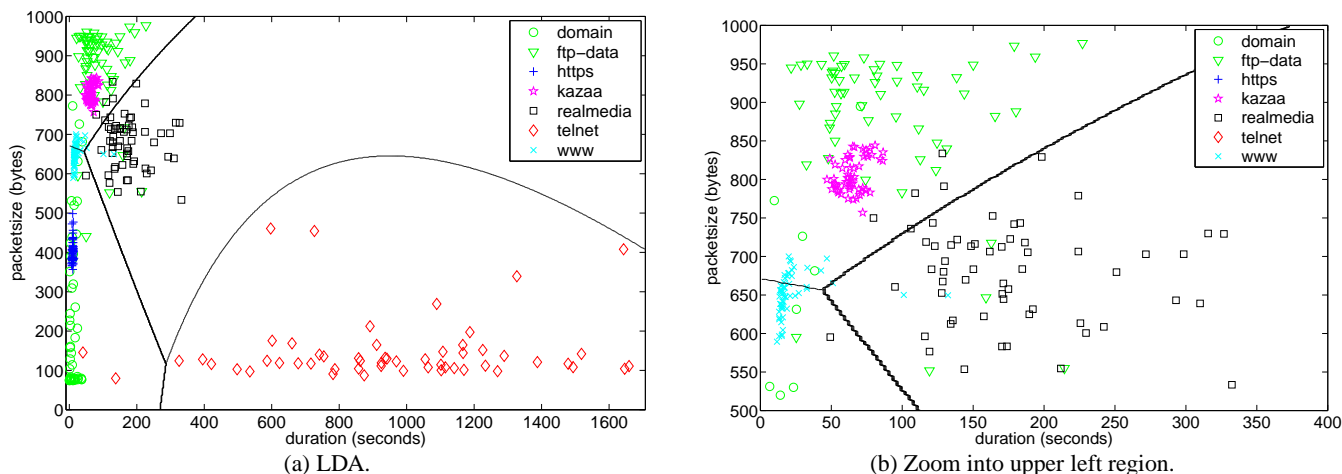 1000
900
800
700
600
500
400
300
200
100
0
packetsize (bytes)
0 200 400 600 800 1000 1200 1400 1600
duration (seconds)
domain
ftp−data
https
kazaa
realmedia
telnet
www
(a) LDA.
1000
950
900
850
800
750
700
650
600
550
500
packetsize (bytes)
0 50 100 150 200 250 300 350 400
duration (seconds)
domain
ftp−data
https
kazaa
realmedia
telnet
www
(b) Zoom into upper left region.